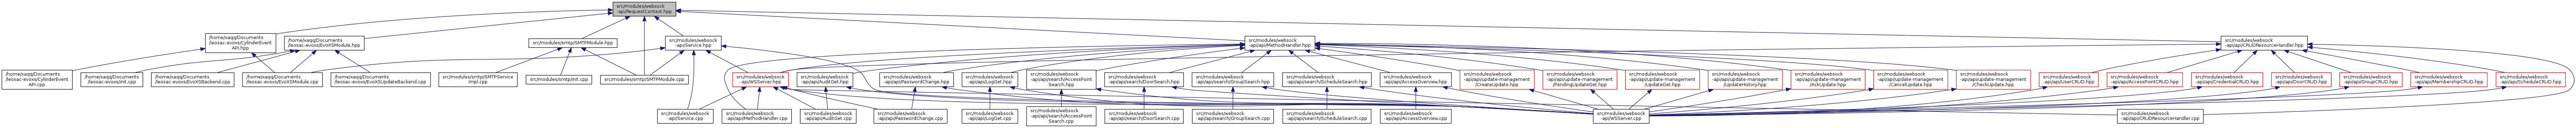 src/modules/websock
-api/RequestContext.hpp
/home/xaqq/Documents
/leosac-evoxs/CylinderEvent
API.hpp
/home/xaqq/Documents
/leosac-evoxs/EvoXSModule.hpp
src/modules/smtp/SMTPModule.hpp
src/modules/websock
-api/Service.hpp
src/modules/websock
-api/api/MethodHandler.hpp
src/modules/websock
-api/api/CRUDResourceHandler.hpp
/home/xaqq/Documents
/leosac-evoxs/CylinderEvent
API.cpp
/home/xaqq/Documents
/leosac-evoxs/init.cpp
/home/xaqq/Documents
/leosac-evoxs/EvoXSBackend.cpp
/home/xaqq/Documents
/leosac-evoxs/EvoXSModule.cpp
/home/xaqq/Documents
/leosac-evoxs/EvoXSUpdateBackend.cpp
src/modules/smtp/SMTPService
Impl.cpp
src/modules/smtp/init.cpp
src/modules/smtp/SMTPModule.cpp
src/modules/websock
-api/WSServer.hpp
src/modules/websock
-api/api/AuditGet.hpp
src/modules/websock
-api/api/PasswordChange.hpp
src/modules/websock
-api/api/LogGet.hpp
src/modules/websock
-api/api/search/AccessPoint
Search.hpp
src/modules/websock
-api/api/search/DoorSearch.hpp
src/modules/websock
-api/api/search/GroupSearch.hpp
src/modules/websock
-api/api/search/ScheduleSearch.hpp
src/modules/websock
-api/api/AccessOverview.hpp
src/modules/websock
-api/api/update-management
/CreateUpdate.hpp
src/modules/websock
-api/api/update-management
/PendingUpdateGet.hpp
src/modules/websock
-api/api/update-management
/UpdateGet.hpp
src/modules/websock
-api/api/update-management
/UpdateHistory.hpp
src/modules/websock
-api/api/update-management
/AckUpdate.hpp
src/modules/websock
-api/api/update-management
/CancelUpdate.hpp
src/modules/websock
-api/api/update-management
/CheckUpdate.hpp
src/modules/websock
-api/api/UserCRUD.hpp
src/modules/websock
-api/api/AccessPointCRUD.hpp
src/modules/websock
-api/api/CredentialCRUD.hpp
src/modules/websock
-api/api/DoorCRUD.hpp
src/modules/websock
-api/api/GroupCRUD.hpp
src/modules/websock
-api/api/MembershipCRUD.hpp
src/modules/websock
-api/api/ScheduleCRUD.hpp
src/modules/websock
-api/Service.cpp
src/modules/websock
-api/api/MethodHandler.cpp
src/modules/websock
-api/api/AuditGet.cpp
src/modules/websock
-api/api/PasswordChange.cpp
src/modules/websock
-api/api/LogGet.cpp
src/modules/websock
-api/api/search/AccessPoint
Search.cpp
src/modules/websock
-api/api/search/DoorSearch.cpp
src/modules/websock
-api/api/search/GroupSearch.cpp
src/modules/websock
-api/api/search/ScheduleSearch.cpp
src/modules/websock
-api/api/AccessOverview.cpp
src/modules/websock
-api/WSServer.cpp
src/modules/websock
-api/api/CRUDResourceHandler.cpp